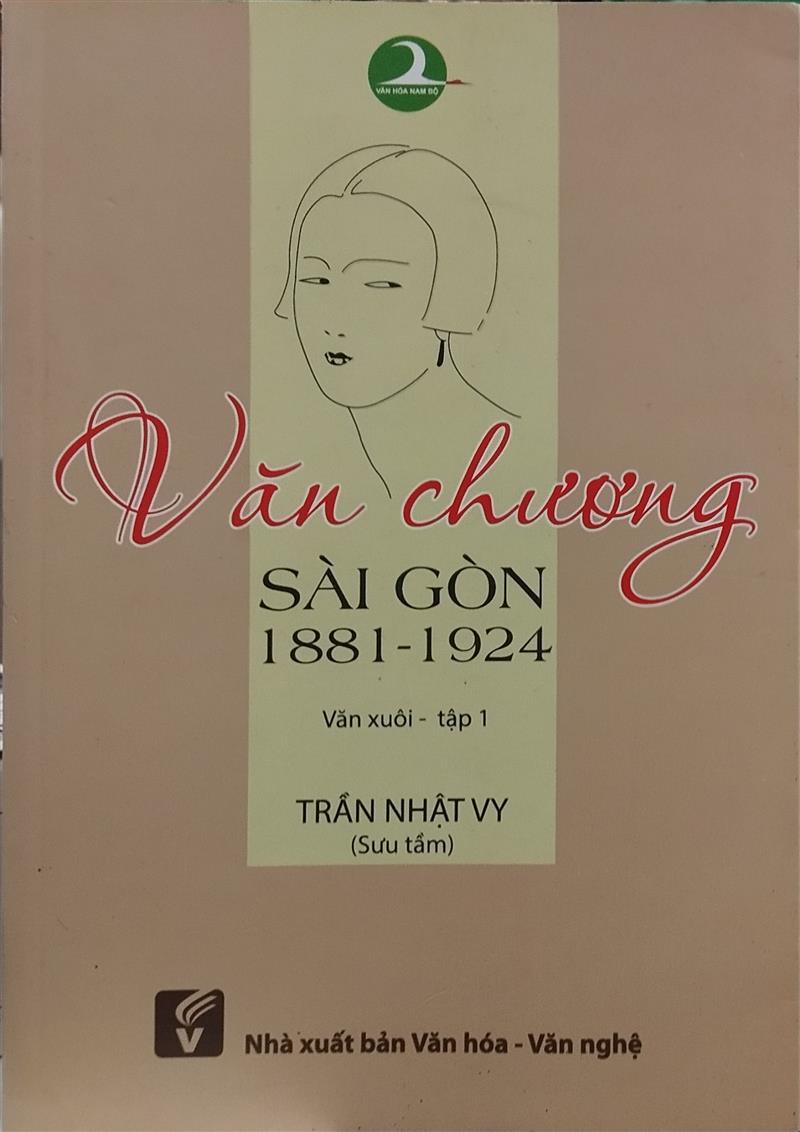 VĂN HÓA NAM BỘ
Văn chương
SÀI GÒN
1881-1924
Văn xuôi - tập 1
TRẦN NHẬT VY
(Sưu tầm)
V
Nhà xuất bản Văn hóa - Văn nghệ